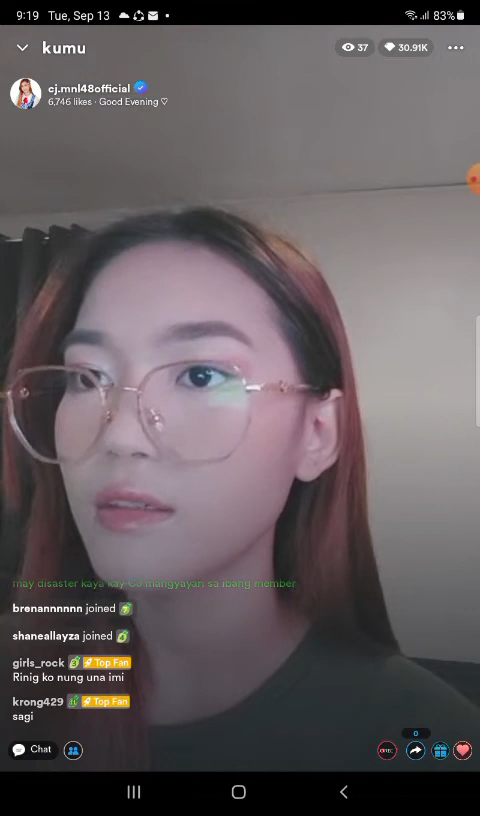 9:19 Tue, Sep 13 83%
kumu
37 30.91K
cj.mnl48official
6,746 likes · Good Evening ♡
may disaster kaya kay CJ mangyayari sa ibang member
brenannnnnn joined
shaneallayza joined
girls_rock Top Fan
Rinig ko nung una imi
krong429 Top Fan
sagi
0
Chat